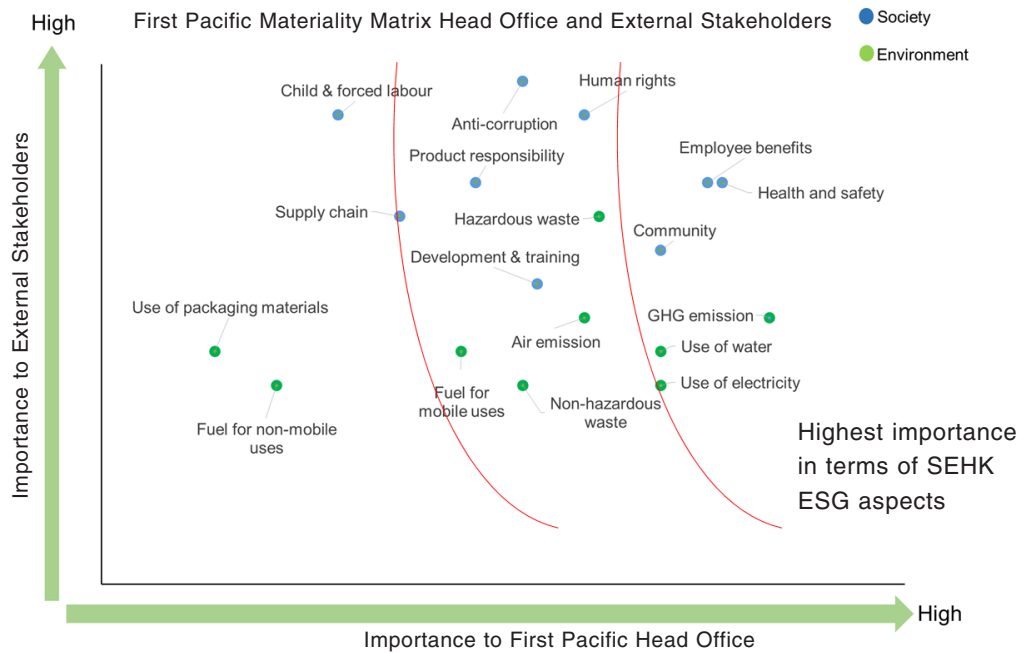 First Pacific Materiality Matrix Head Office and External Stakeholders
High
Society
Environment
Child & forced labour
Human rights
Anti-corruption
Product responsibility
Employee benefits
Health and safety
Supply chain
Hazardous waste
Community
Development & training
Use of packaging materials
GHG emission
Air emission
Use of water
Use of electricity
Fuel for
mobile uses
Non-hazardous
waste
Fuel for non-mobile
uses
Highest importance
in terms of SEHK
ESG aspects
Importance to External Stakeholders
High
Importance to First Pacific Head Office